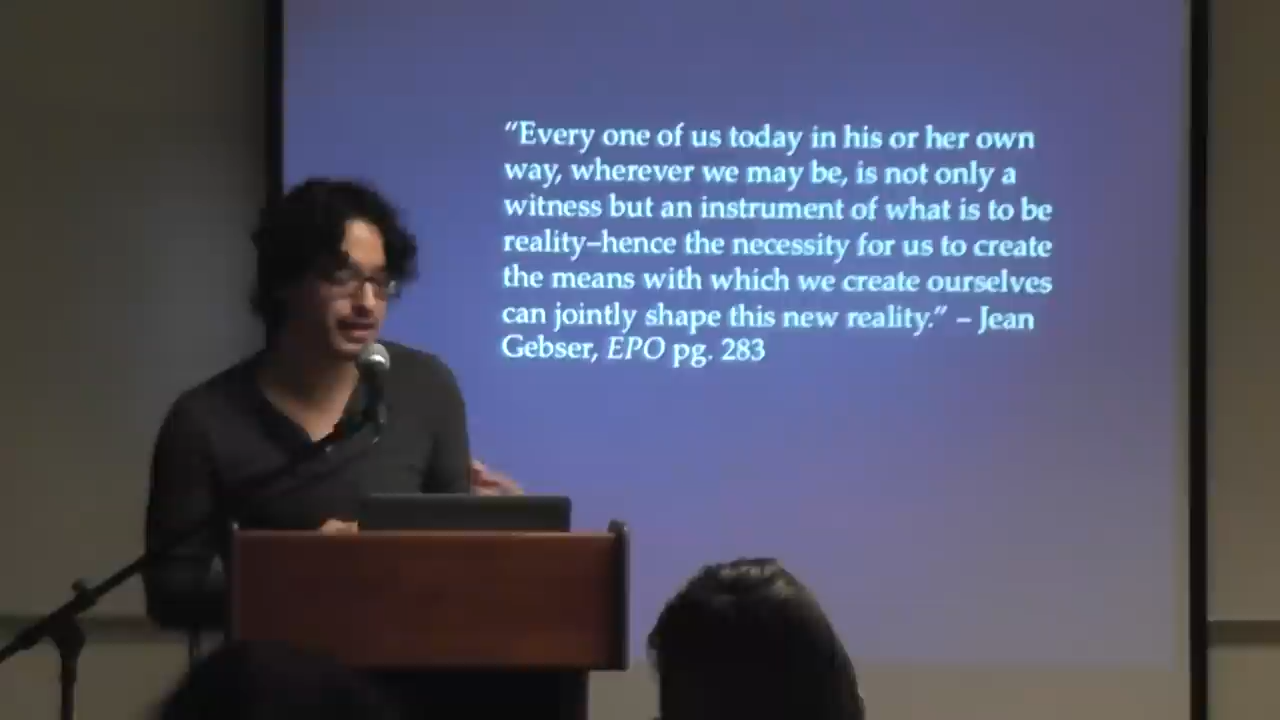 “Every one of us today in his or her own
way, wherever we may be, is not only a
witness but an instrument of what is to be
reality–hence the necessity for us to create
the means with which we create ourselves
can jointly shape this new reality.” – Jean
Gebser, EPO pg. 283